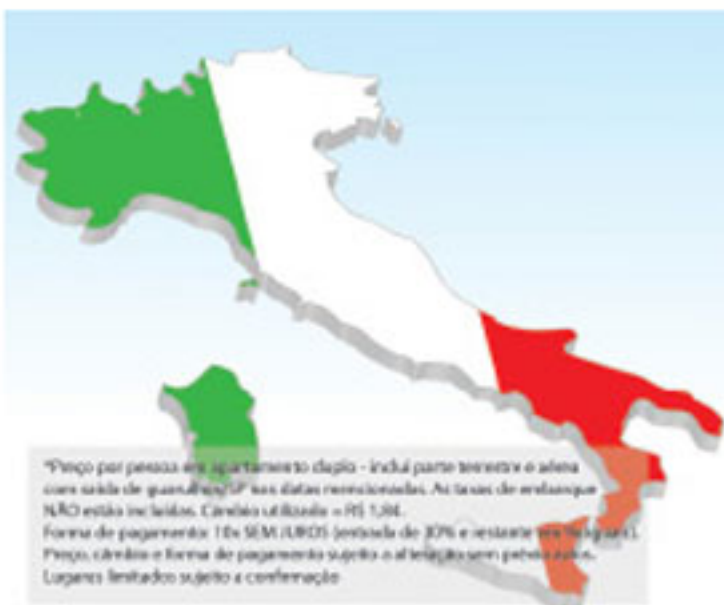 *Preço por pessoa em apartamento duplo - inclui parte terrestre e aérea
com saída de guarulhos/SP nas datas mencionadas. As taxas de embarque
NÃO estão incluídas. Câmbio utilizado = R$ 1,84.
Forma de pagamento: 10x SEM JUROS (entrada de 30% e restante em
Preço, câmbio e forma de pagamento sujeito a alteração sem prévio aviso.
Lugares limitados sujeito a confirmação